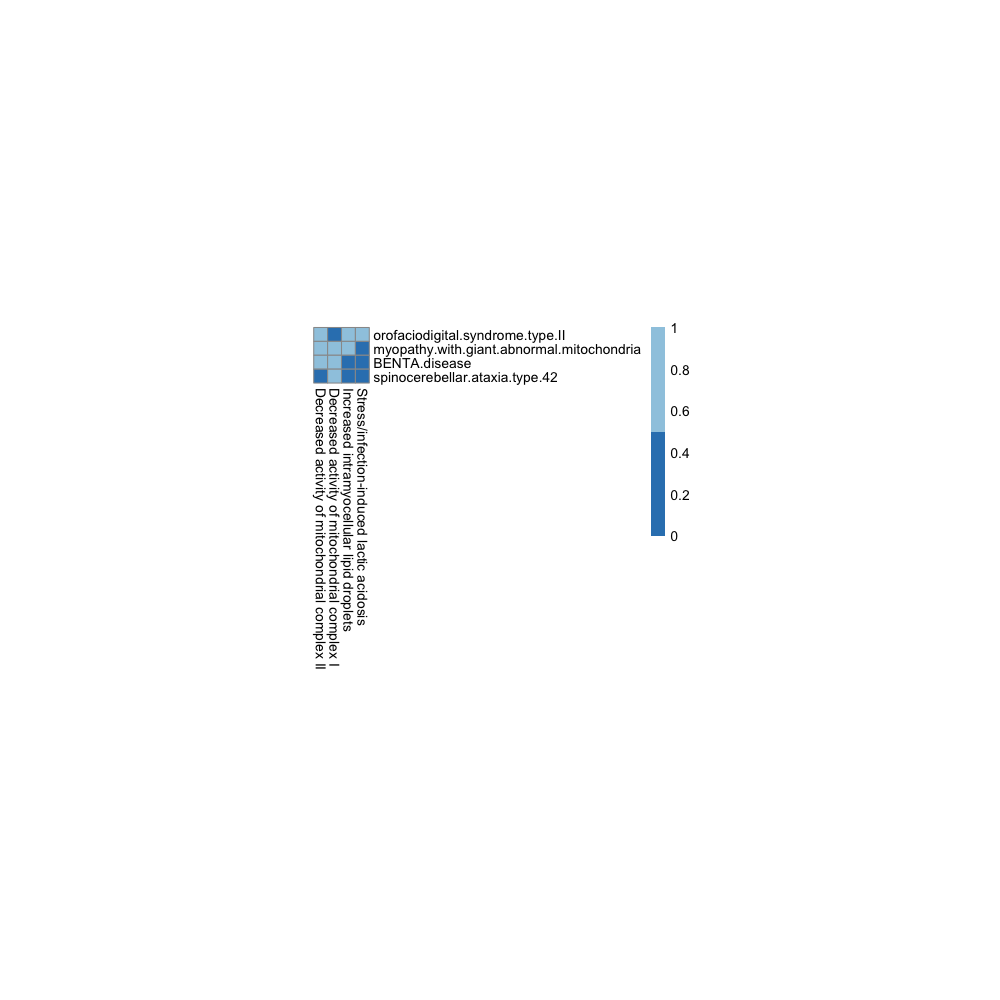 orofaciodigital.syndrome.type.II
myopathy.with.giant.abnormal.mitochondria
BENTA.disease
spinocerebellar.ataxia.type.42
Decreased activity of mitochondrial complex II
Decreased activity of mitochondrial complex I
Increased intramyocellular lipid droplets
Stress/infection-induced lactic acidosis
1
0.8
0.6
0.4
0.2
0